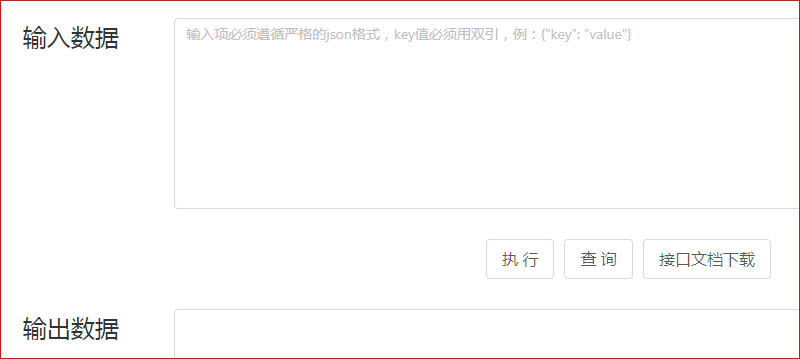 输入数据
输入项必须遵循严格的json格式，key值必须用双引，例：{"key": "value"}
执 行
查 询
接口文档下载
输出数据